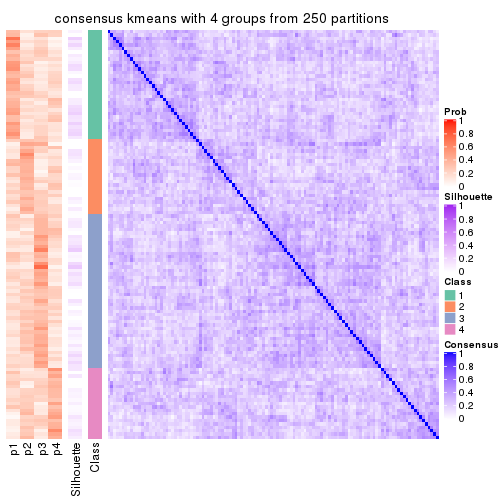 consensus kmeans with 4 groups from 250 partitions
p1
p2
p3
p4
Silhouette
Class
Prob
1
0.8
0.6
0.4
0.2
0
Silhouette
1
0.8
0.6
0.4
0.2
0
Class
1
2
3
4
Consensus
1
0.8
0.6
0.4
0.2
0